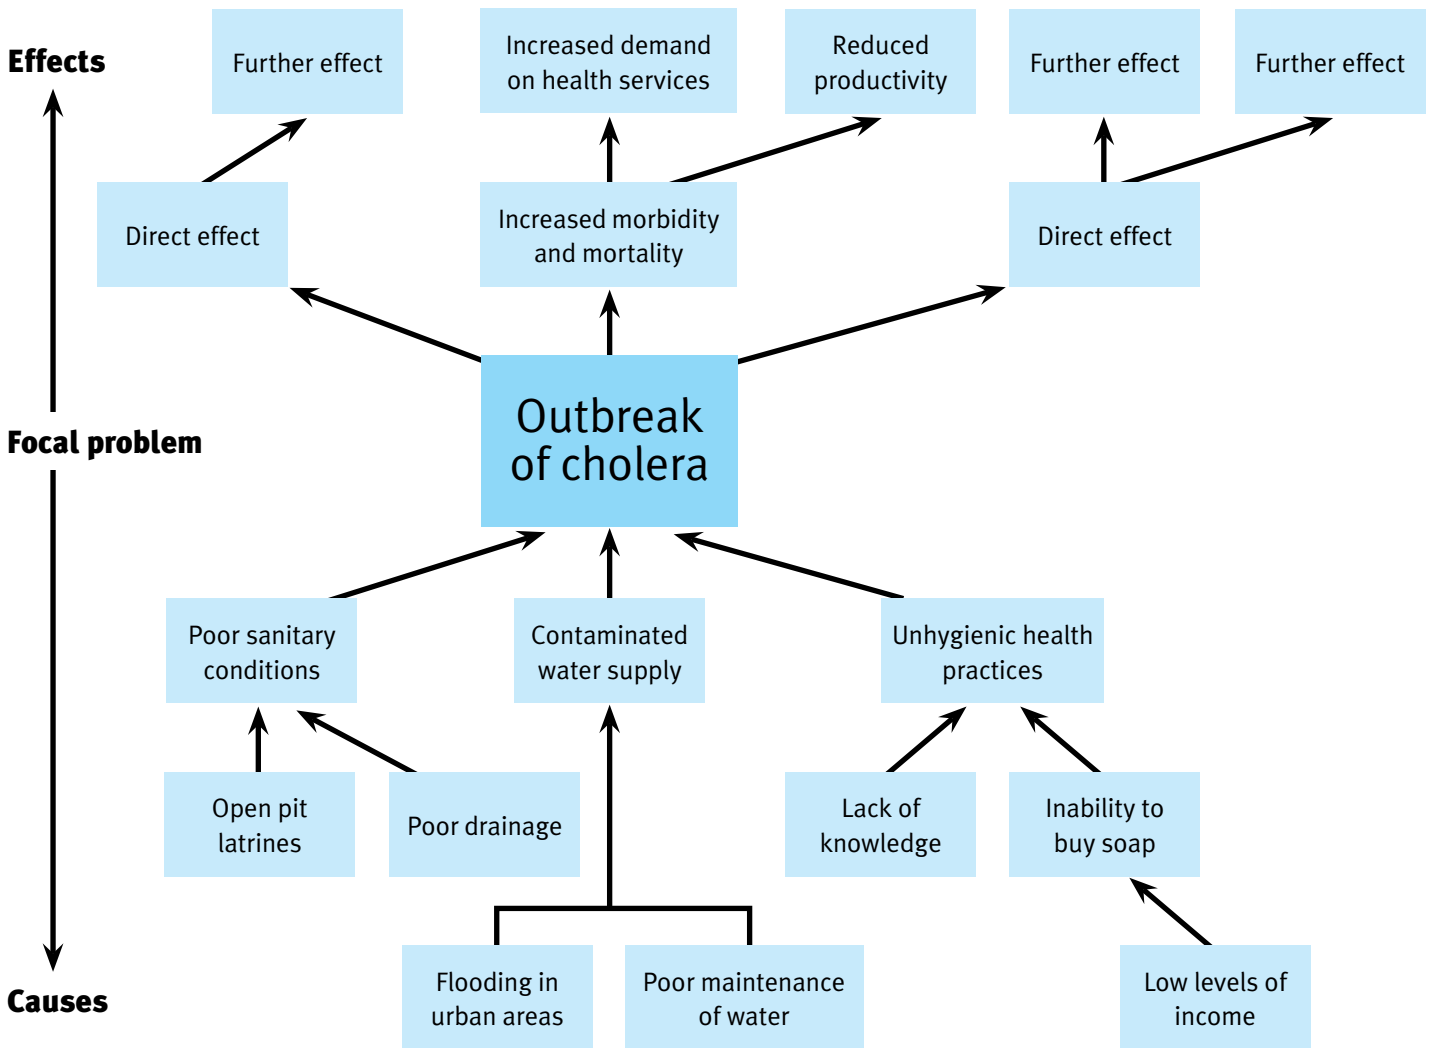 Effects
Further effect
Increased demand
on health services
Reduced
productivity
Further effect
Further effect
Direct effect
Increased morbidity
and mortality
Direct effect
Focal problem
Outbreak
of cholera
Poor sanitary
conditions
Contaminated
water supply
Unhygienic health
practices
Open pit
latrines
Poor drainage
Lack of
knowledge
Inability to
buy soap
Causes
Flooding in
urban areas
Poor maintenance
of water
Low levels of
income